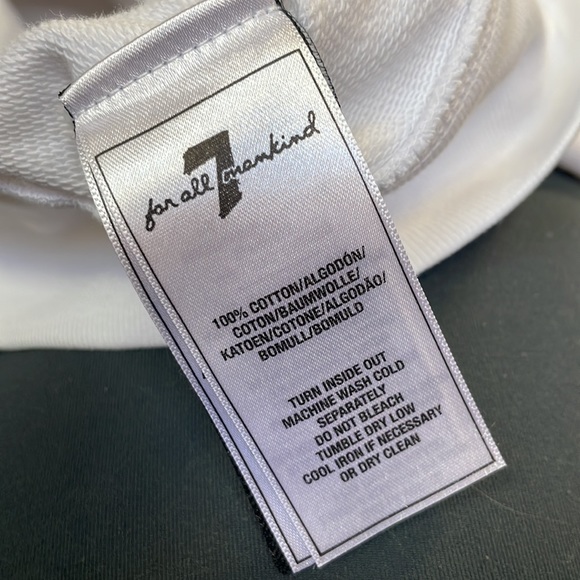 7
for all mankind
100% COTTON/ALGODÓN/
COTON/BAUMWOLLE/
KATOEN/COTONE/ALGODÃO/
BOMULL/BOMULD
TURN INSIDE OUT
MACHINE WASH COLD
SEPARATELY
DO NOT BLEACH
TUMBLE DRY LOW
COOL IRON IF NECESSARY
OR DRY CLEAN